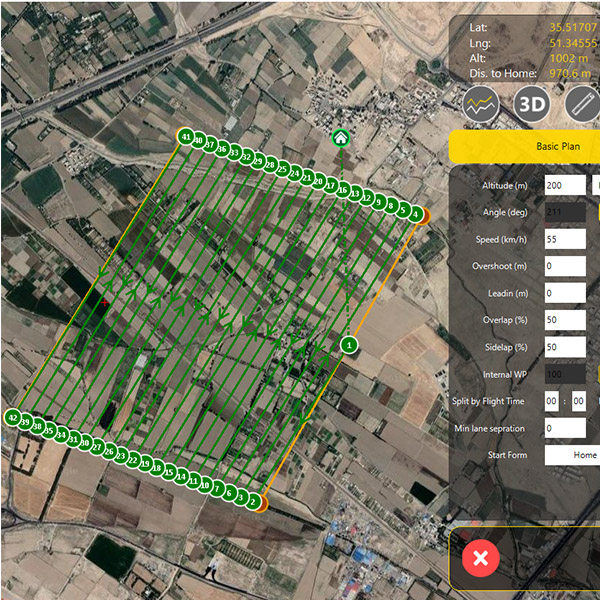 Lat: 35.51707
Lng: 51.34555
Alt: 1002 m
Dis. to Home: 970.6 m
3D
Basic Plan
Altitude (m) 200
Angle (deg) 211
Speed (km/h) 55
Overshoot (m) 0
Leadin (m) 0
Overlap (%) 50
Sidelap (%) 50
Internal WP 100
Split by Flight Time 00 : 00
Min lane sepration 0
Start Form Home
41 40 37 36 33 32 29 28 25 24 21 20 17 16 13 12 9 8 5 4
1
42 39 38 35 34 31 30 27 26 23 22 19 18 15 14 11 10 7 6 3 2